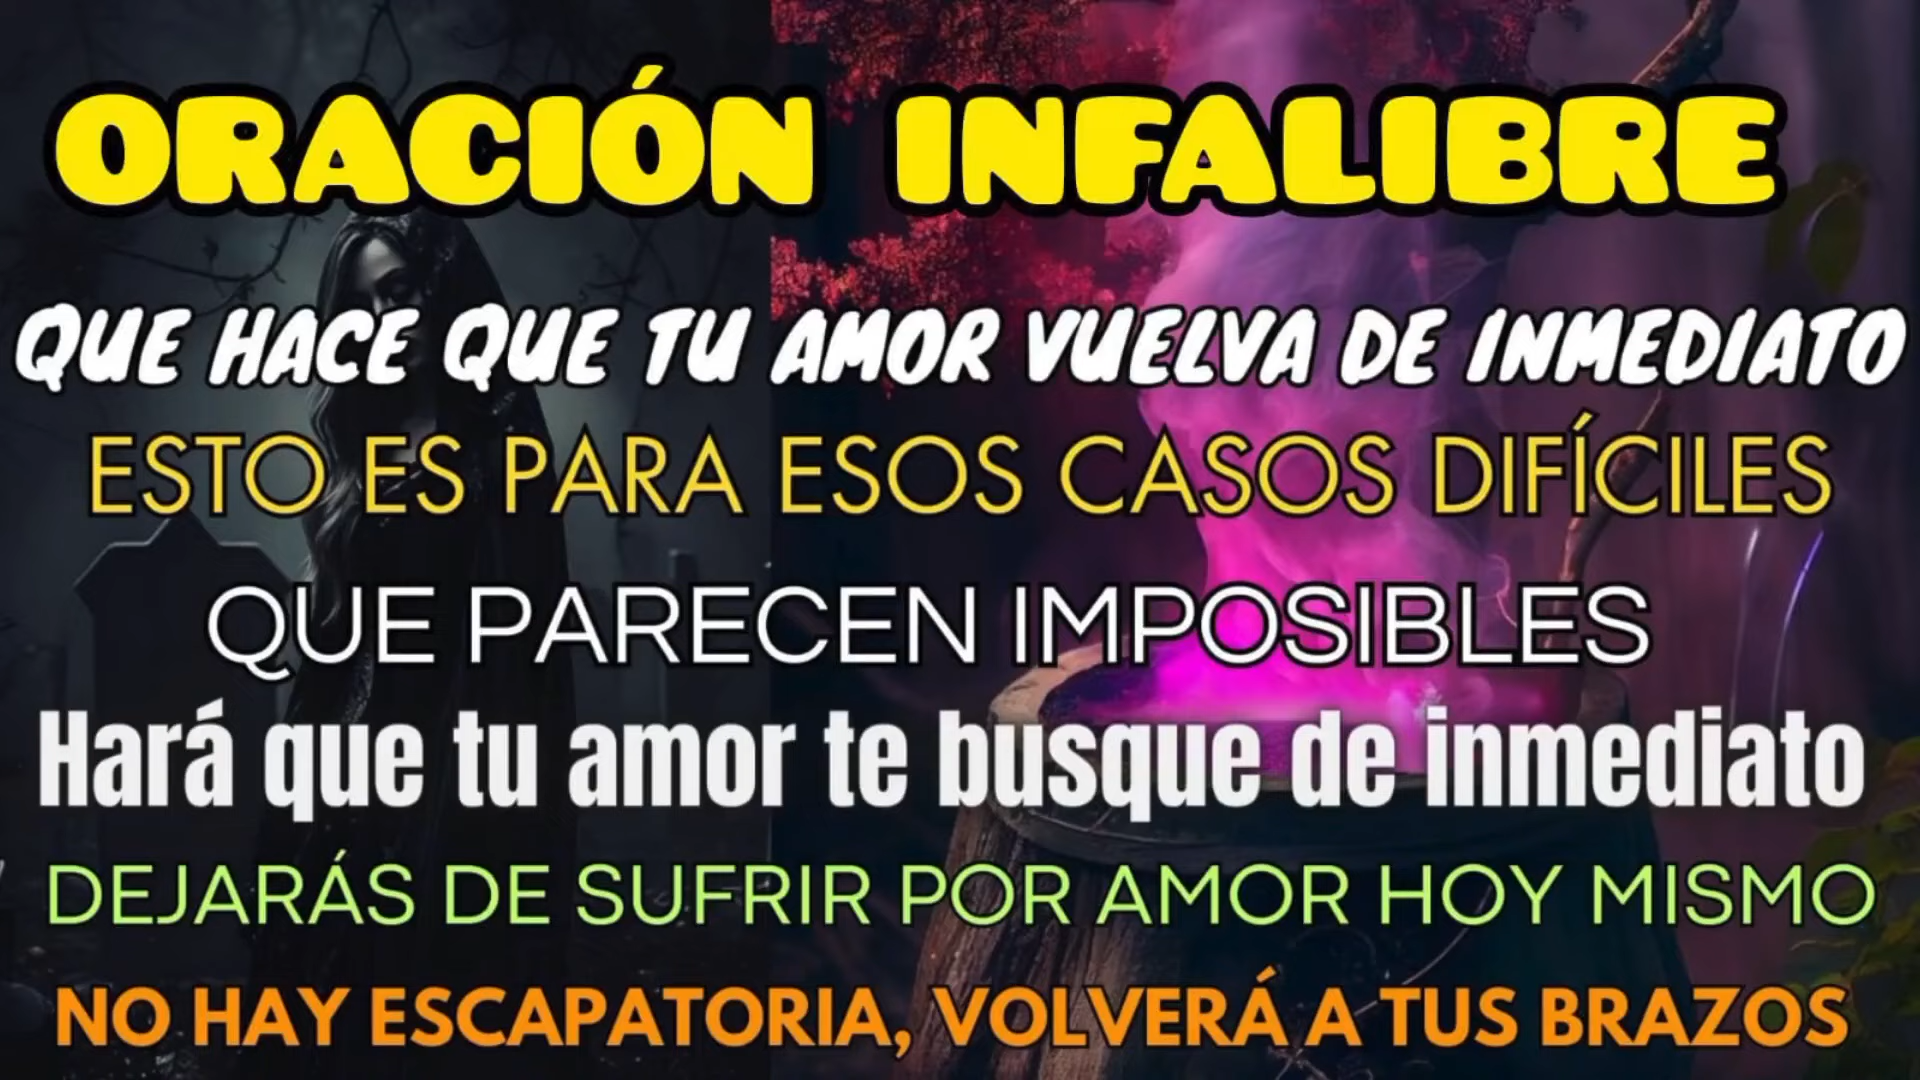 ORACIÓN INFALIBRE
QUE HACE QUE TU AMOR VUELVA DE INMEDIATO
ESTO ES PARA ESOS CASOS DIFÍCILES
QUE PARECEN IMPOSIBLES
Hará que tu amor te busque de inmediato
DEJARÁS DE SUFRIR POR AMOR HOY MISMO
NO HAY ESCAPATORIA, VOLVERÁ A TUS BRAZOS